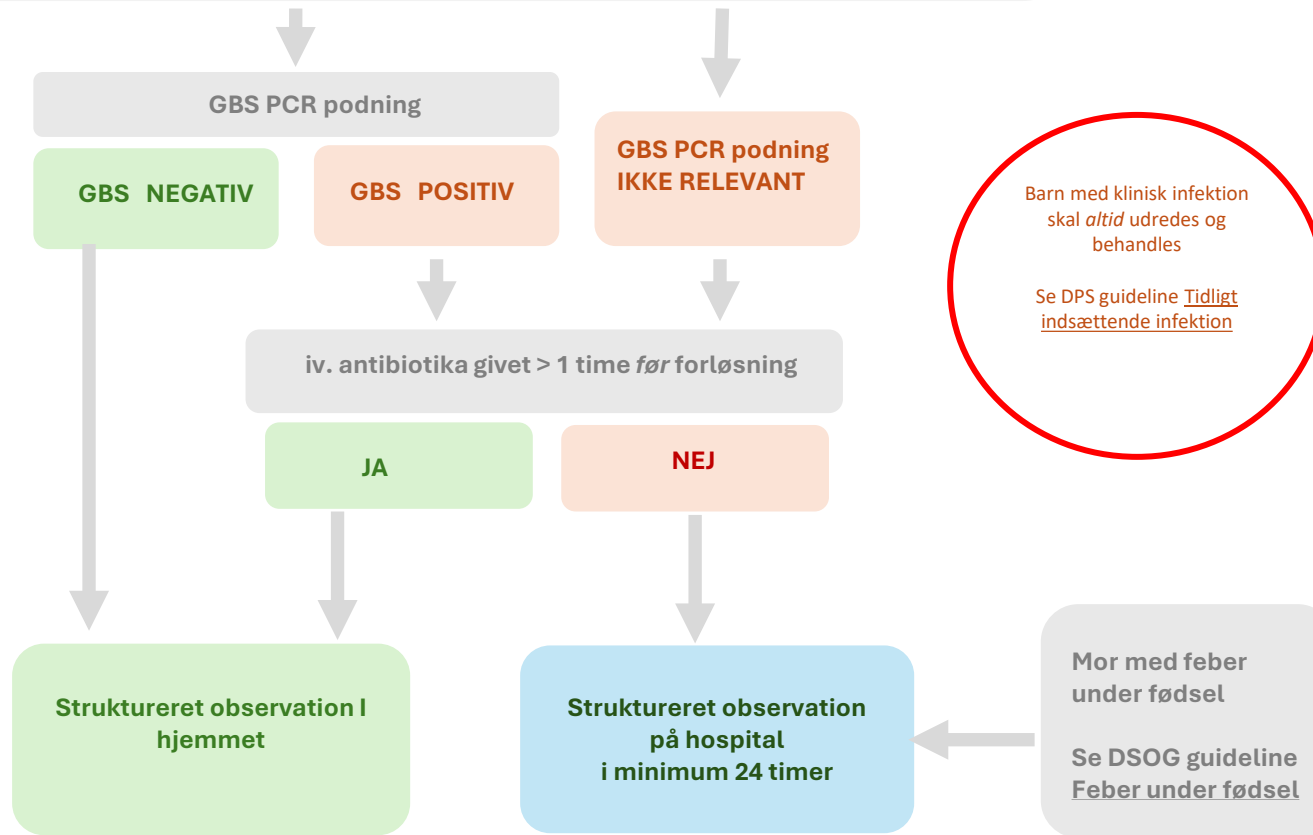 GBS PCR podning
GBS NEGATIV
GBS POSITIV
GBS PCR podning
IKKE RELEVANT
Barn med klinisk infektion
skal altid udredes og
behandles
Se DPS guideline Tidligt
indsættende infektion
iv. antibiotika givet > 1 time før forløsning
JA
NEJ
Struktureret observation I
hjemmet
Struktureret observation
på hospital
i minimum 24 timer
Mor med feber
under fødsel
Se DSOG guideline
Feber under fødsel